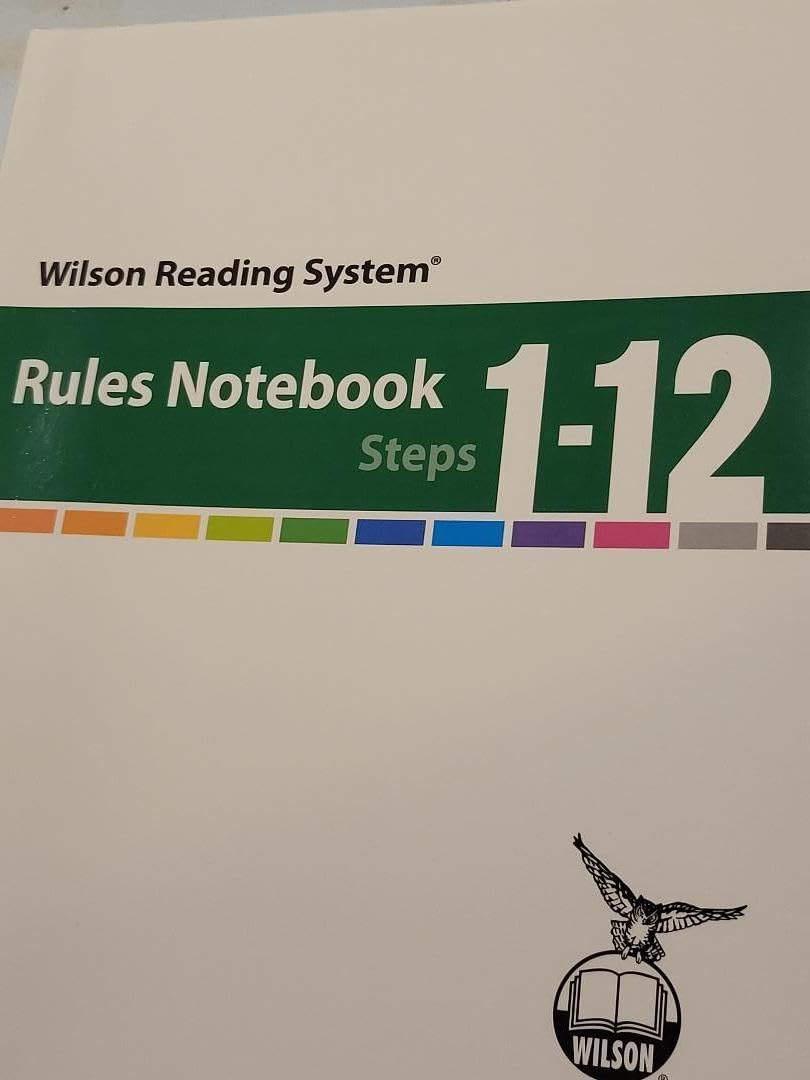 Wilson Reading System®
Rules Notebook
Steps 1-12
WILSON
®